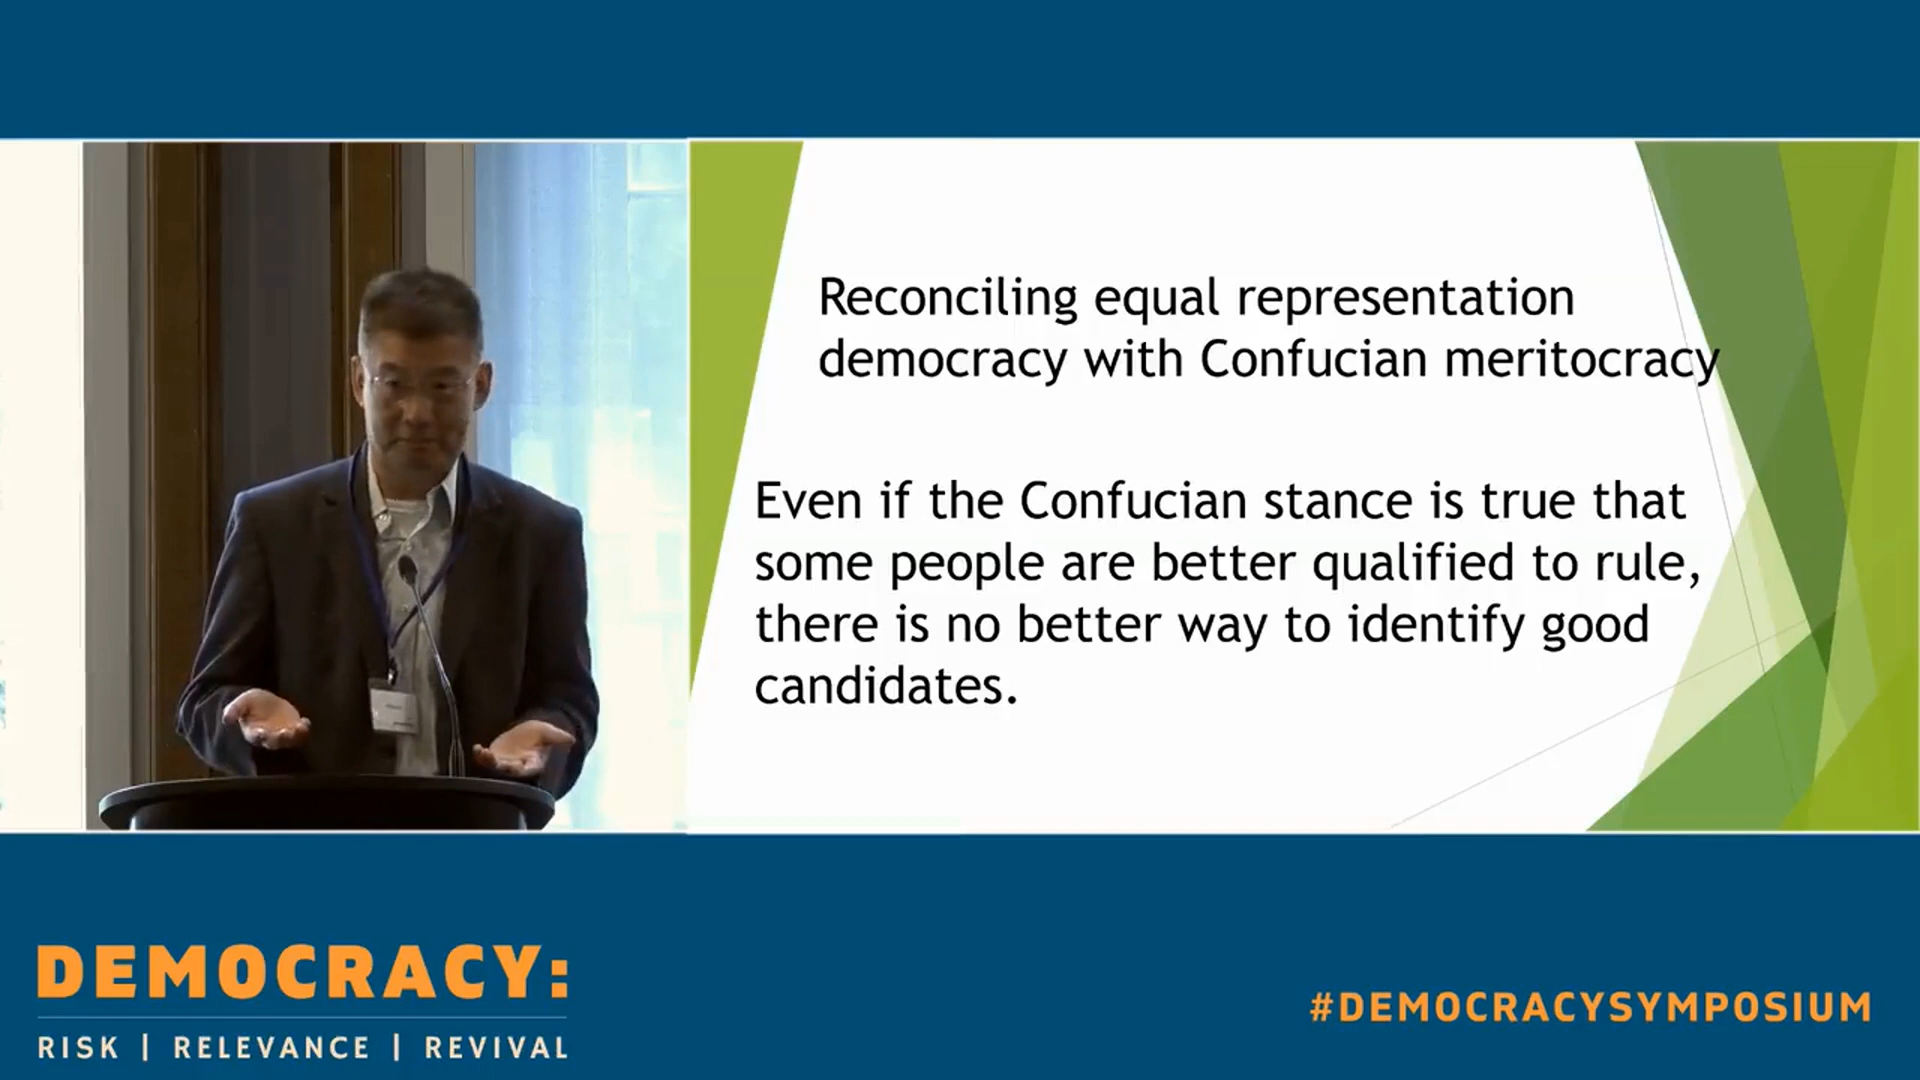 Reconciling equal representation
democracy with Confucian meritocracy
Even if the Confucian stance is true that
some people are better qualified to rule,
there is no better way to identify good
candidates.
DEMOCRACY:
RISK | RELEVANCE | REVIVAL
#DEMOCRACYSYMPOSIUM